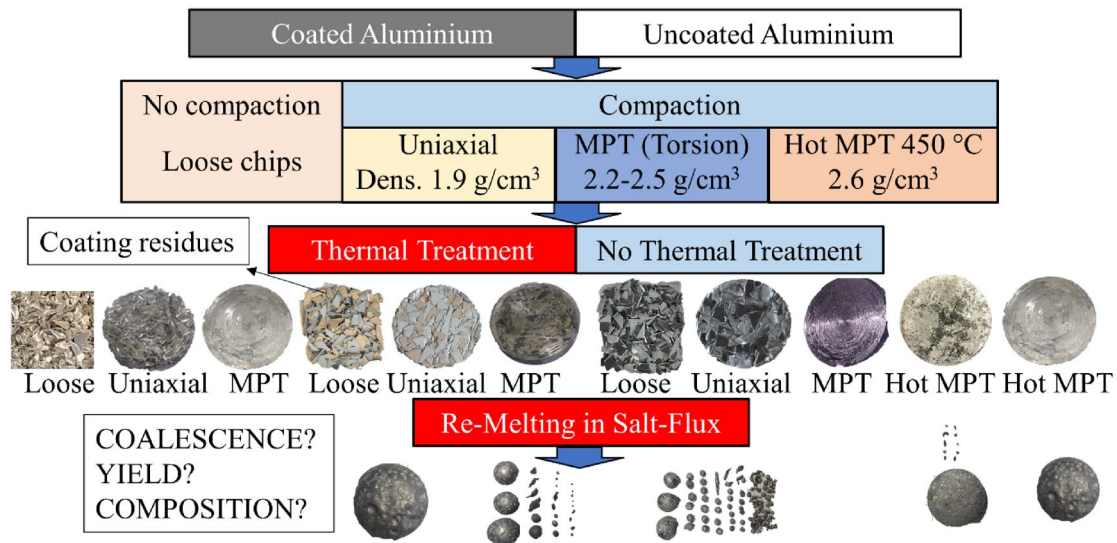 Coated Aluminium
Uncoated Aluminium
No compaction
Loose chips
Compaction
Uniaxial
Dens. 1.9 g/cm³
MPT (Torsion)
2.2-2.5 g/cm³
Hot MPT 450 °C
2.6 g/cm³
Coating residues
Thermal Treatment
No Thermal Treatment
Loose Uniaxial MPT Loose Uniaxial MPT Loose Uniaxial MPT Hot MPT Hot MPT
Re-Melting in Salt-Flux
COALESCENCE?
YIELD?
COMPOSITION?